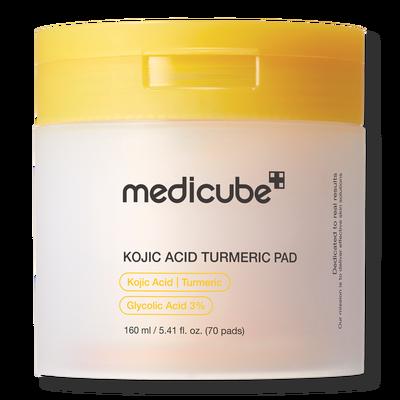 medicube
KOJIC ACID TURMERIC PAD
Kojic Acid | Turmeric
Glycolic Acid 3%
160 ml / 5.41 fl. oz. (70 pads)
Dedicated to real results
Our mission is to deliver effective skin solutions